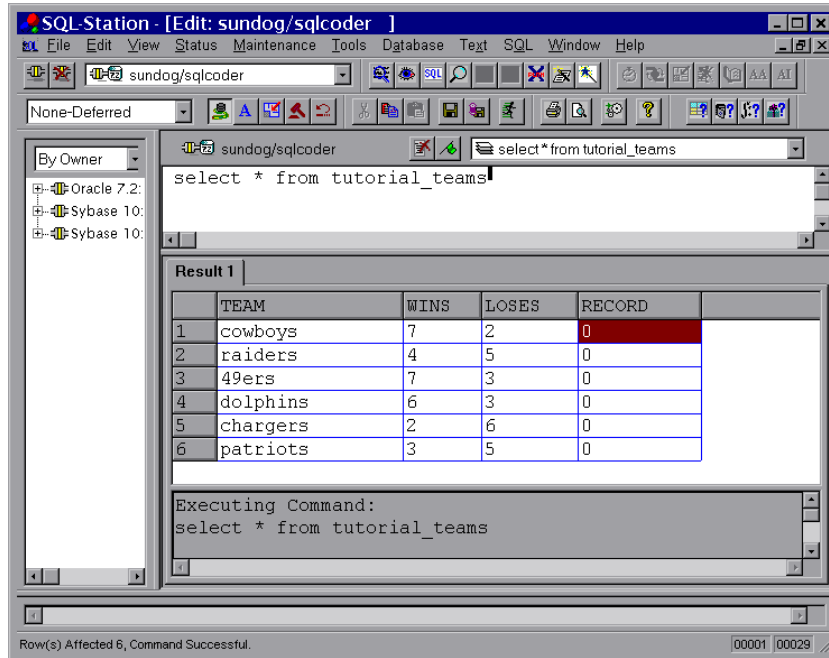 SQL-Station - [Edit: sundog/sqlcoder ]
File Edit View Status Maintenance Tools Database Text SQL Window Help
sundog/sqlcoder
SQL
AA AI
None-Deferred
A
By Owner
sundog/sqlcoder
select * from tutorial_teams
Oracle 7.2:
Sybase 10:
Sybase 10:
select * from tutorial_teams
Result 1
TEAM WINS LOSES RECORD
1 cowboys 7 2 0
2 raiders 4 5 0
3 49ers 7 3 0
4 dolphins 6 3 0
5 chargers 2 6 0
6 patriots 3 5 0
Executing Command:
select * from tutorial_teams
Row(s) Affected 6, Command Successful.
00001 00029